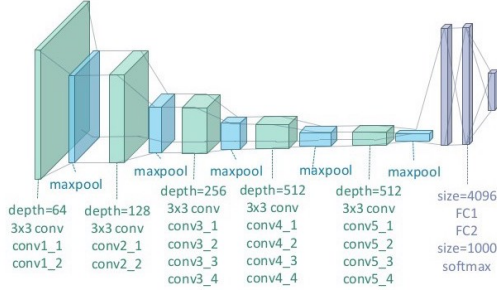 maxpool
maxpool
maxpool
maxpool
maxpool
depth=64
3x3 conv
conv1_1
conv1_2
depth=128
3x3 conv
conv2_1
conv2_2
depth=256
3x3 conv
conv3_1
conv3_2
conv3_3
conv3_4
depth=512
3x3 conv
conv4_1
conv4_2
conv4_3
conv4_4
depth=512
3x3 conv
conv5_1
conv5_2
conv5_3
conv5_4
size=4096
FC1
FC2
size=1000
softmax